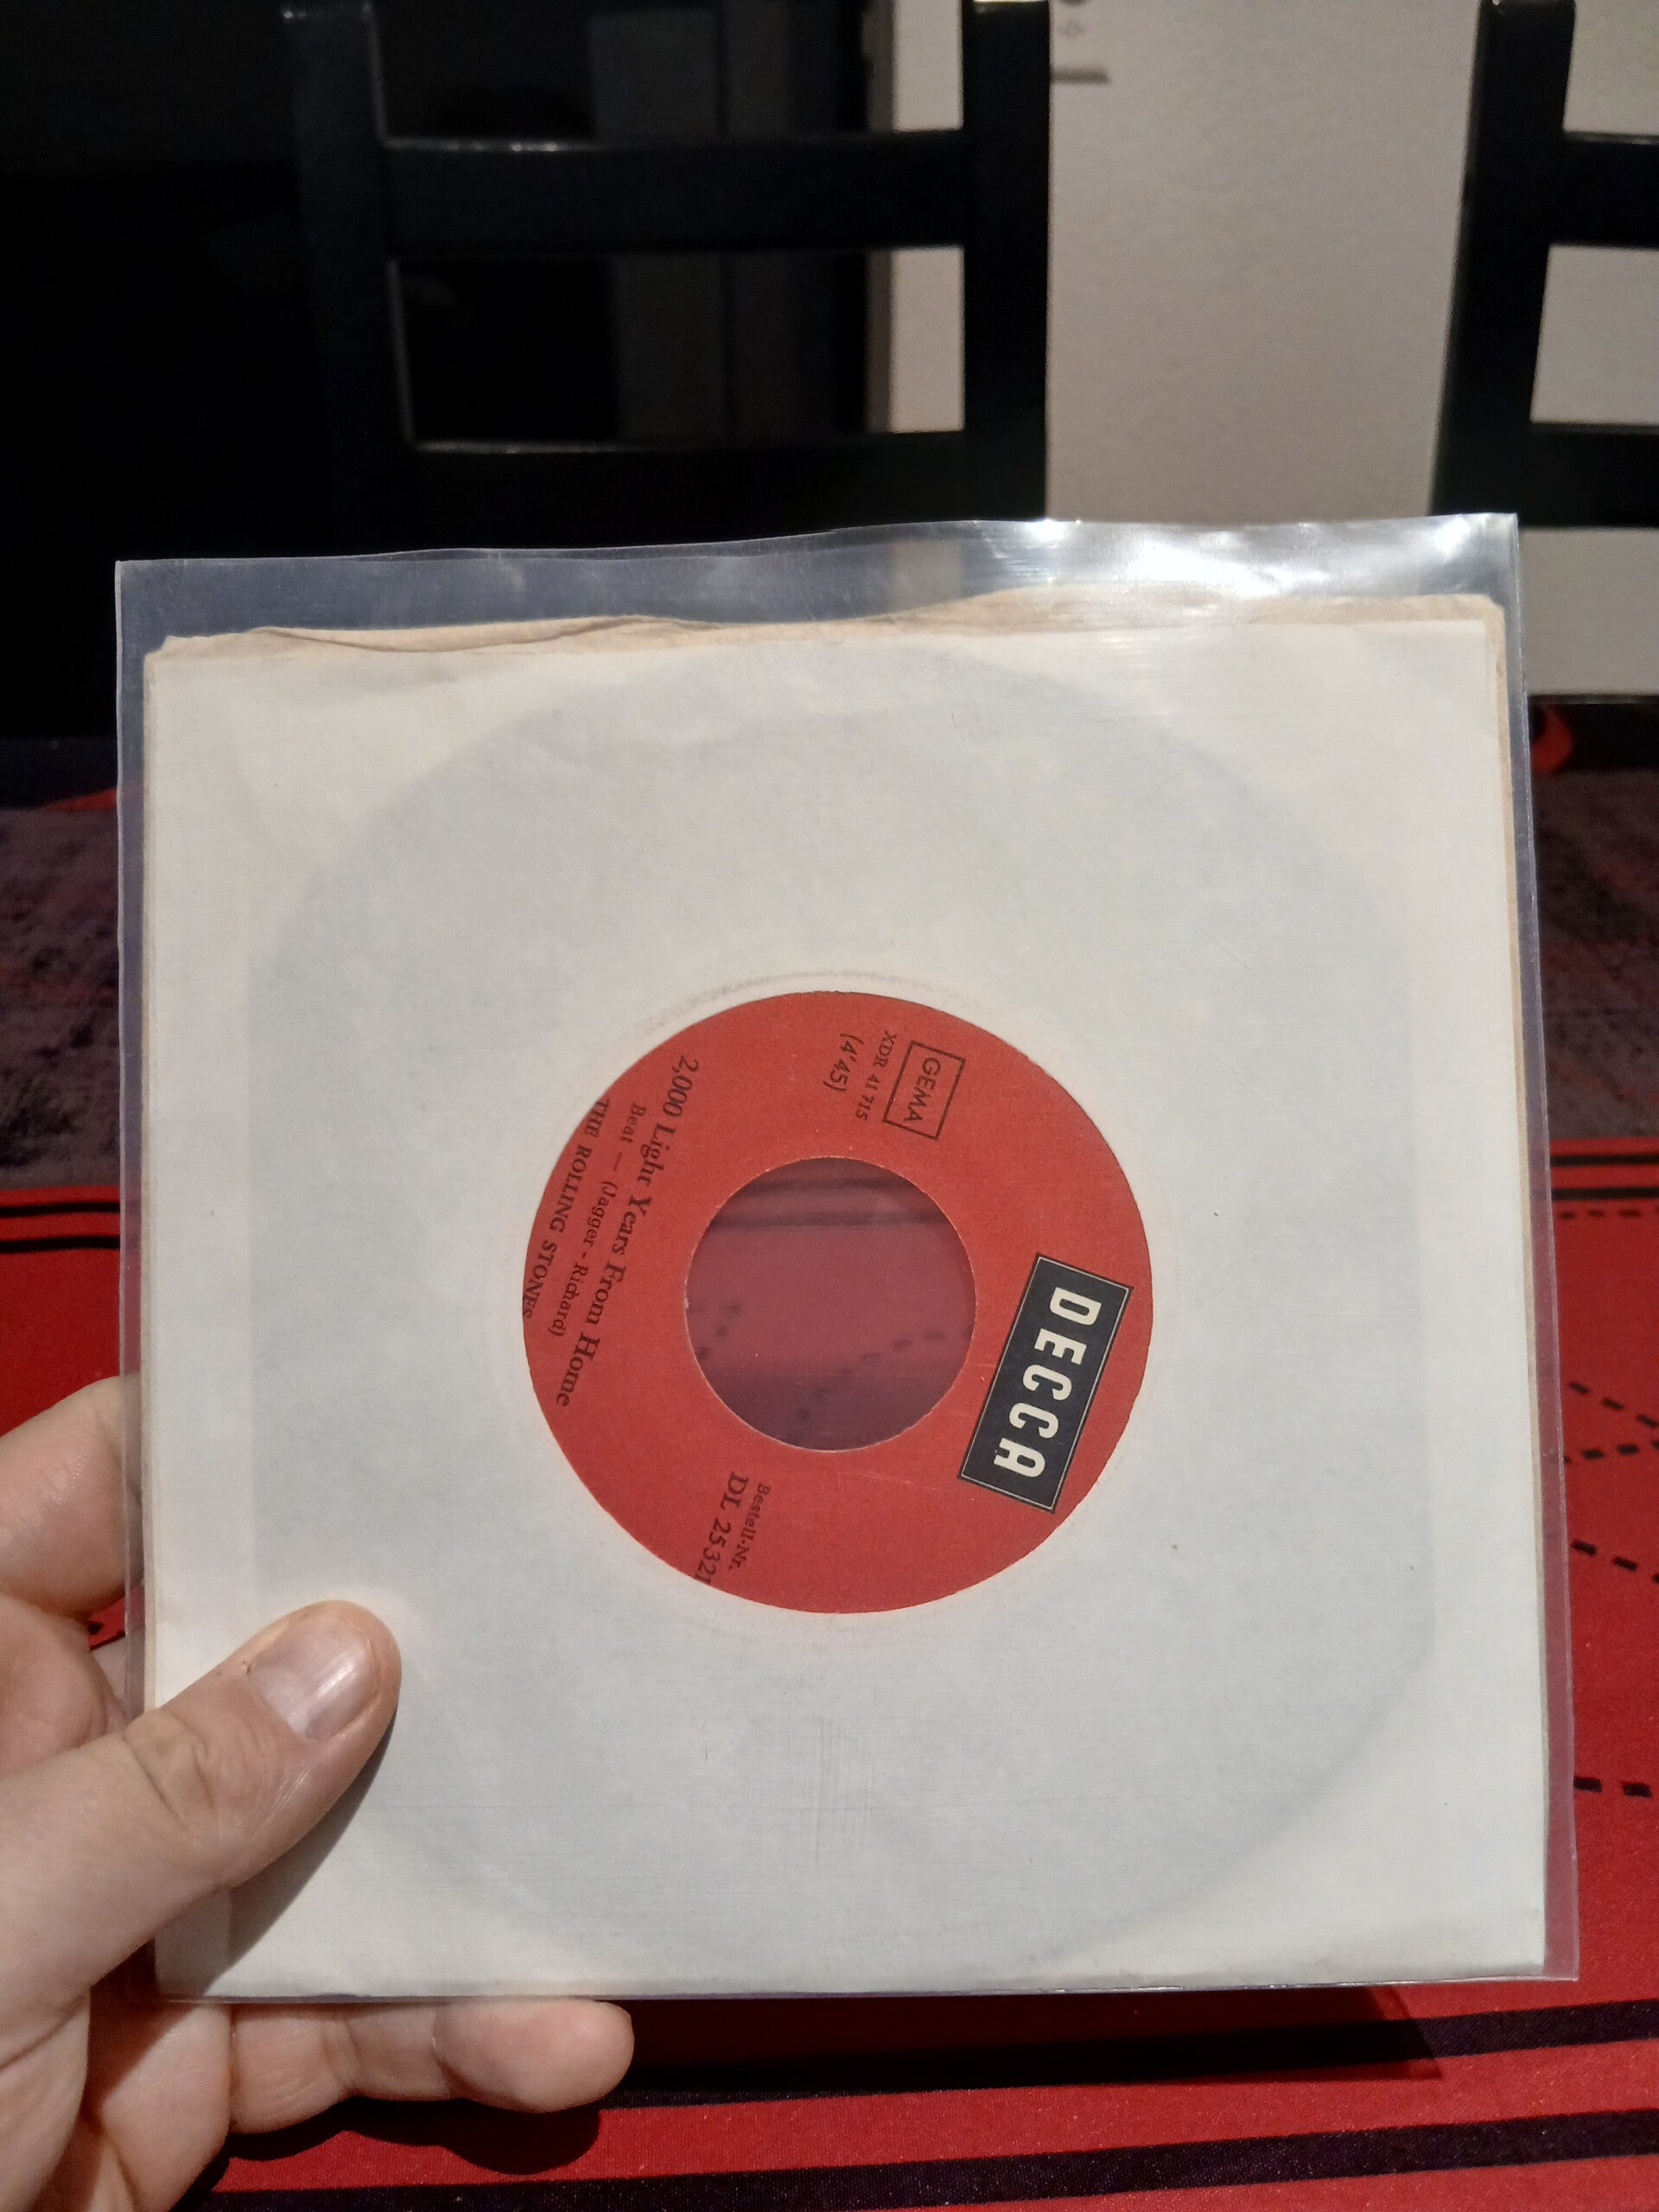 DECCA
GEMA
XDR 41 715
(4'45)
Bestell-Nr.
DL 25321
2,000 Light Years From Home
Beat — (Jagger - Richard)
THE ROLLING STONES